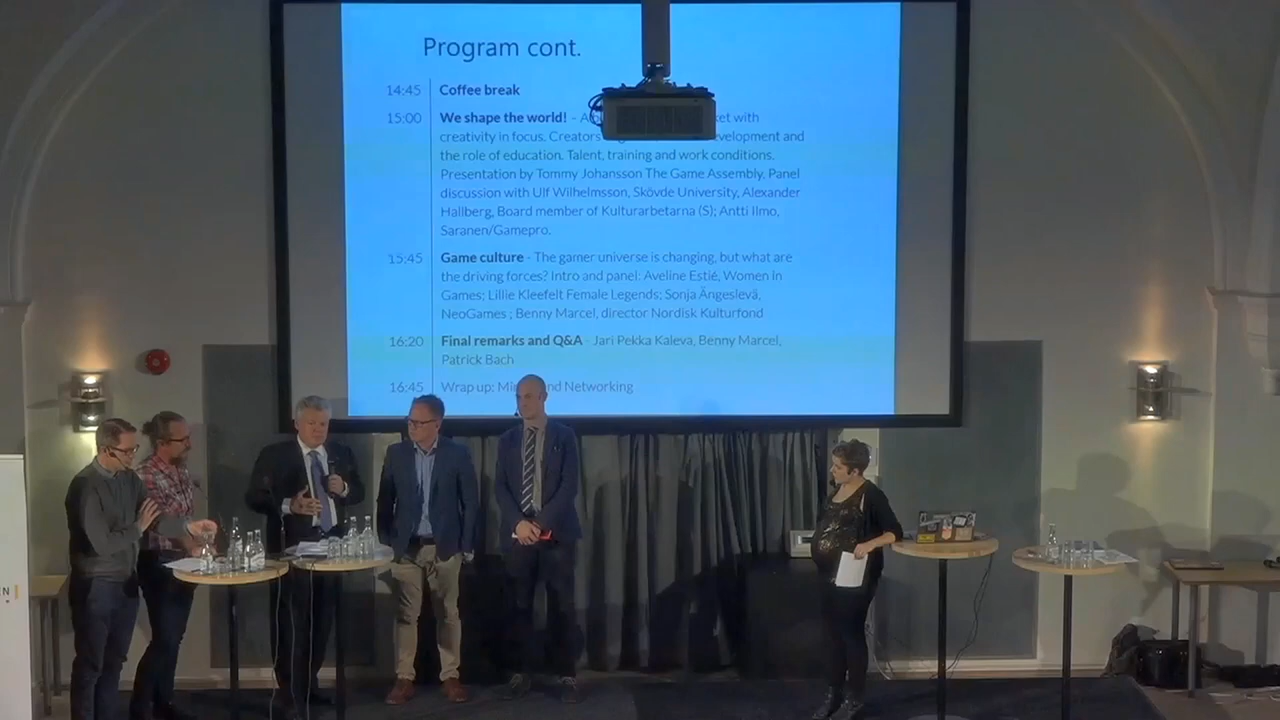 Program cont.
14:45 Coffee break
15:00 We shape the world! - A with
creativity in focus. Creators and
the role of education. Talent, training and work conditions.
Presentation by Tommy Johansson The Game Assembly. Panel
discussion with Ulf Wilhelmsson, Skövde University, Alexander
Hallberg, Board member of Kulturarbetarna (S); Antti Ilmo,
Saranen/Gamepro.
15:45 Game culture - The gamer universe is changing, but what are
the driving forces? Intro and panel: Aveline Estié, Women in
Games; Lillie Kleefelt Female Legends; Sonja Ängeslevä,
NeoGames ; Benny Marcel, director Nordisk Kulturfond
16:20 Final remarks and Q&A - Jari Pekka Kaleva, Benny Marcel,
Patrick Bach
16:45 Wrap up: and Networking
N